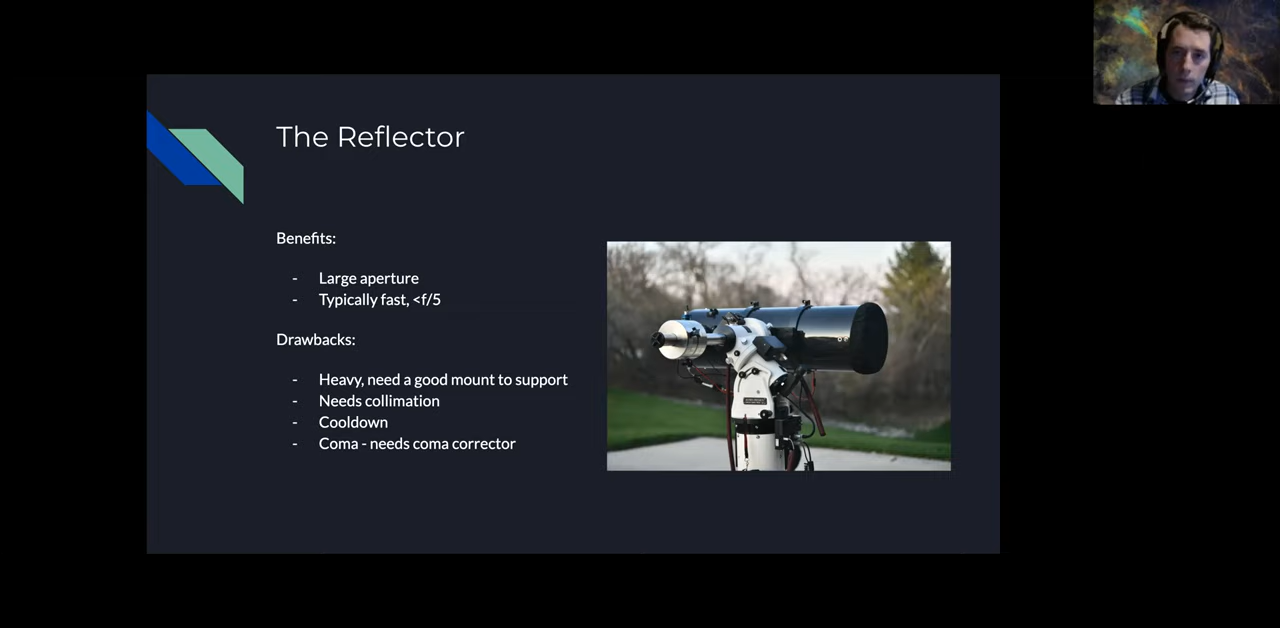 The Reflector
Benefits:
- Large aperture
- Typically fast, <f/5
Drawbacks:
- Heavy, need a good mount to support
- Needs collimation
- Cooldown
- Coma - needs coma corrector